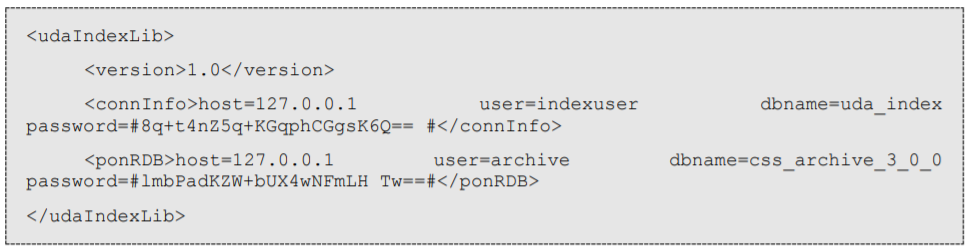 <udaIndexLib>
<version>1.0</version>
<connInfo>host=127.0.0.1 user=indexuser dbname=uda_index
password=#8q+t4nZ5q+KGqphCGgsK6Q== #</connInfo>
<ponRDB>host=127.0.0.1 user=archive dbname=css_archive_3_0_0
password=#lmbPadKZW+bUX4wNFmLH Tw==#</ponRDB>
</udaIndexLib>